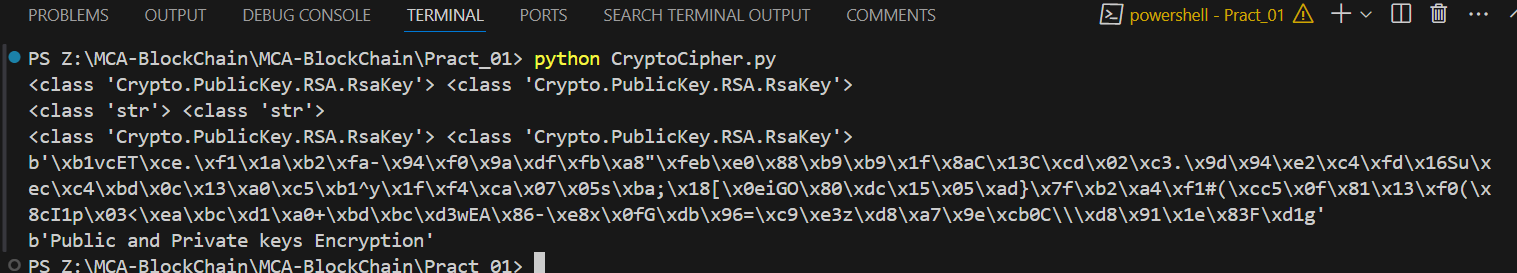 PROBLEMS OUTPUT DEBUG CONSOLE TERMINAL PORTS SEARCH TERMINAL OUTPUT COMMENTS powershell - Pract_01
PS Z:\MCA-BlockChain\MCA-BlockChain\Pract_01> python CryptoCipher.py
<class 'Crypto.PublicKey.RSA.RsaKey'> <class 'Crypto.PublicKey.RSA.RsaKey'>
<class 'str'> <class 'str'>
<class 'Crypto.PublicKey.RSA.RsaKey'> <class 'Crypto.PublicKey.RSA.RsaKey'>
b'\xb1vcET\xce.\xf1\x1a\xb2\xfa-\x94\xf0\x9a\xdf\xfb\xa8"\xfeb\xe0\x88\xb9\xb9\x1f\x8aC\x13C\xcd\x02\xc3.\x9d\x94\xe2\xc4\xfd\x16Su\x
ec\xc4\xbd\x0c\x13\xa0\xc5\xb1^y\x1f\xf4\xca\x07\x05s\xba;\x18[\x0eiGO\x80\xdc\x15\x05\xad}\x7f\xb2\xa4\xf1#(\xcc5\x0f\x81\x13\xf0(\x
8cI1p\x03<\xea\xbc\xd1\xa0+\xbd\xbc\xd3wEA\x86-\xe8x\x0fG\xdb\x96=\xc9\xe3z\xd8\xa7\x9e\xcb0C\\\xd8\x91\x1e\x83F\xd1g'
b'Public and Private keys Encryption'
PS Z:\MCA-BlockChain\MCA-BlockChain\Pract_01>